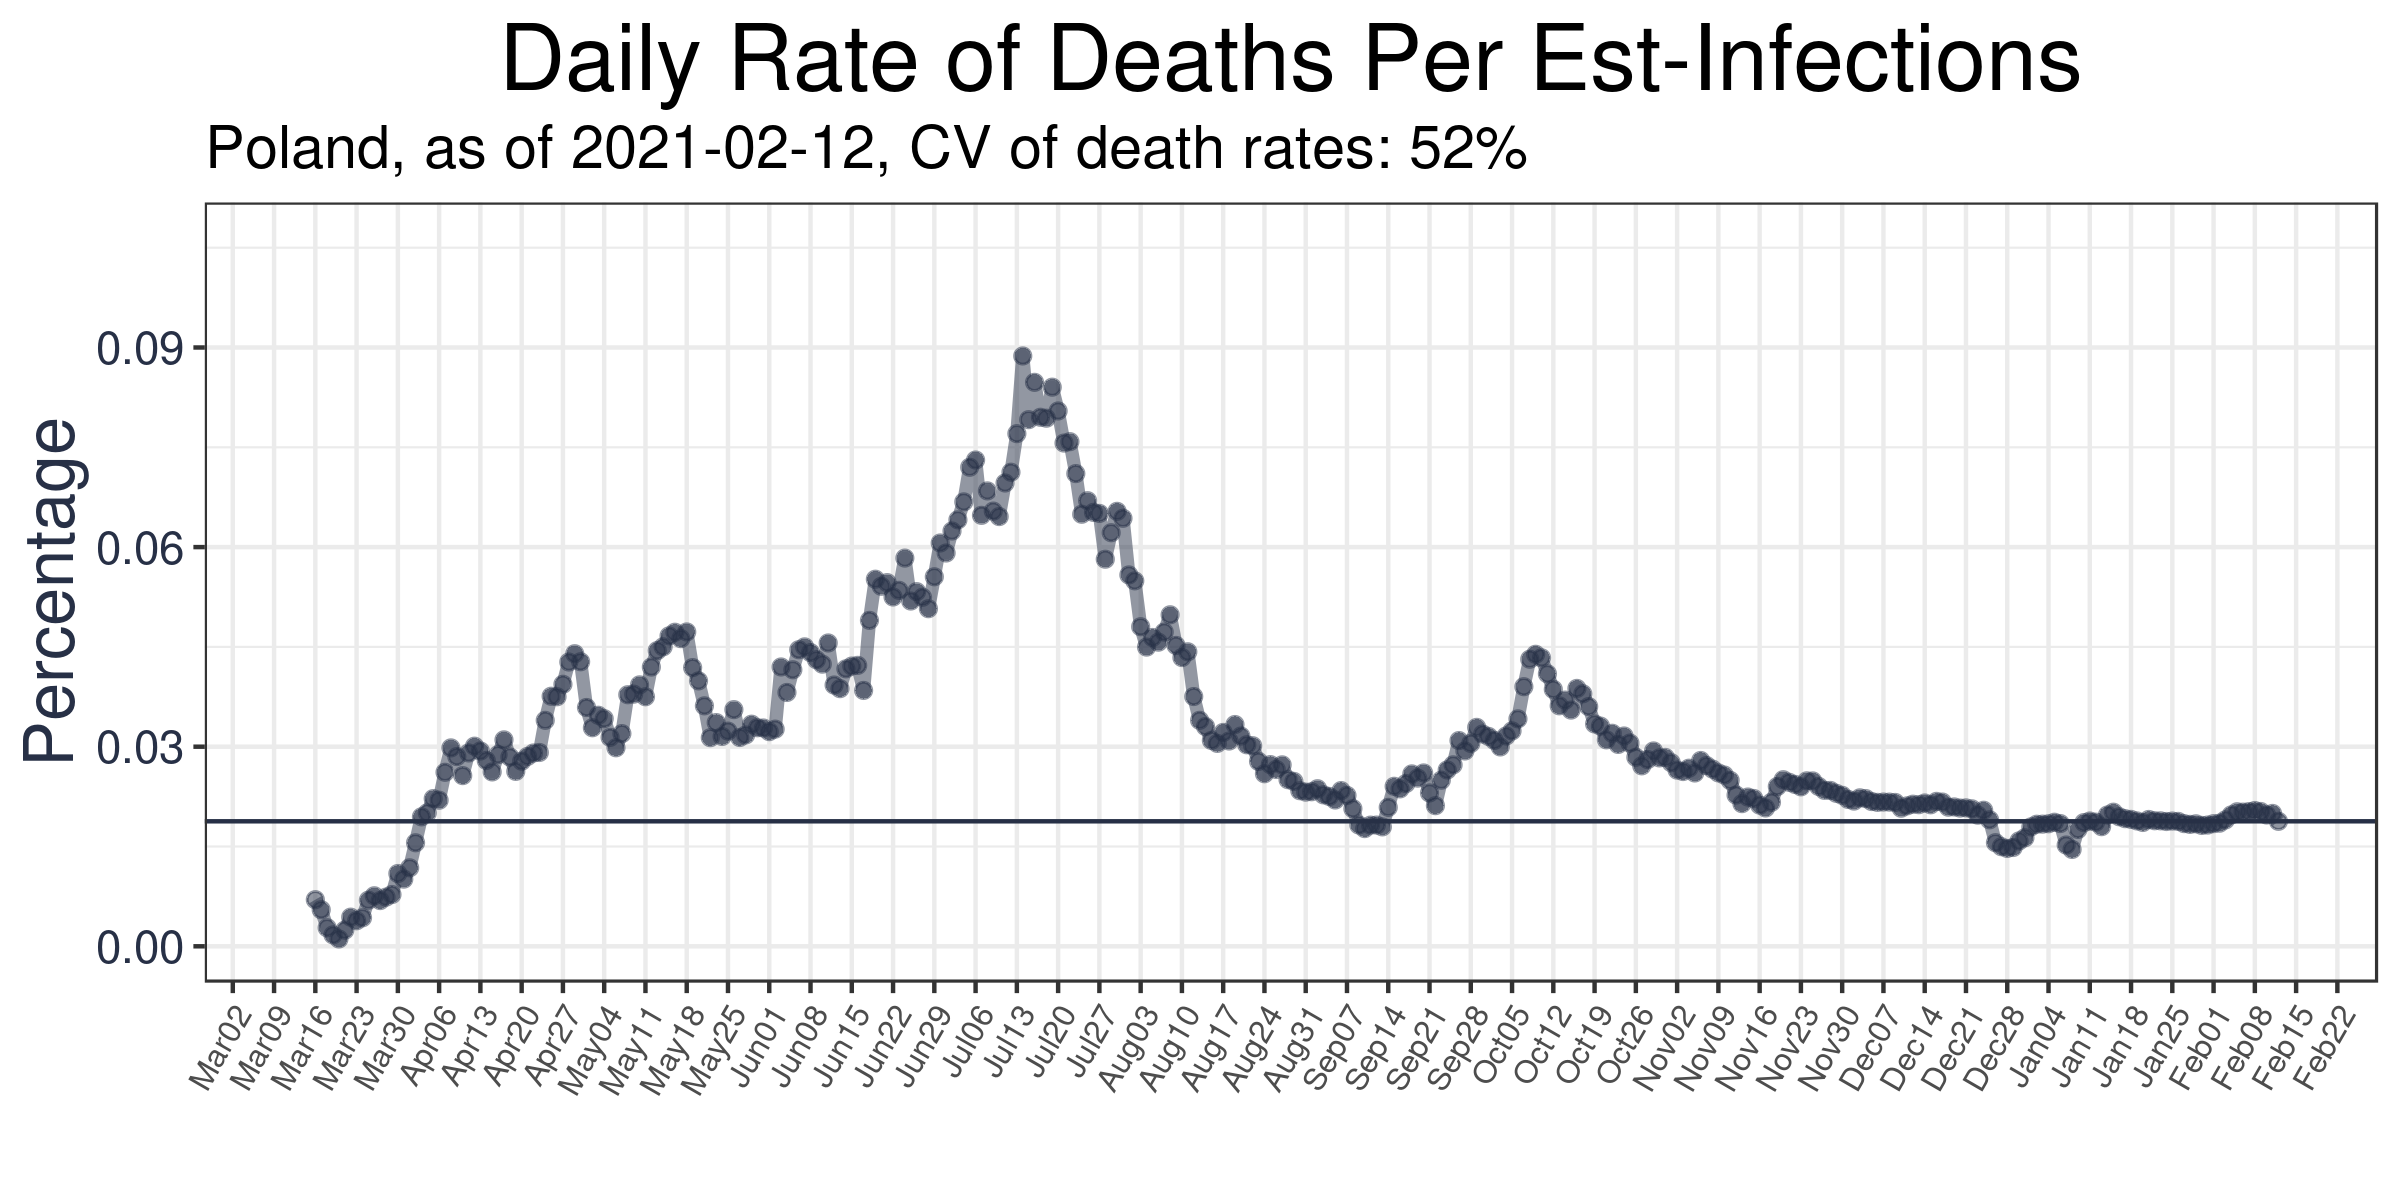 Daily Rate of Deaths Per Est-Infections
Poland, as of 2021-02-12, CV of death rates: 52%
Percentage
0.09
0.06
0.03
0.00
Mar02
Mar09
Mar16
Mar23
Mar30
Apr06
Apr13
Apr20
Apr27
May04
May11
May18
May25
Jun01
Jun08
Jun15
Jun22
Jun29
Jul06
Jul13
Jul20
Jul27
Aug03
Aug10
Aug17
Aug24
Aug31
Sep07
Sep14
Sep21
Sep28
Oct05
Oct12
Oct19
Oct26
Nov02
Nov09
Nov16
Nov23
Nov30
Dec07
Dec14
Dec21
Dec28
Jan04
Jan11
Jan18
Jan25
Feb01
Feb08
Feb15
Feb22